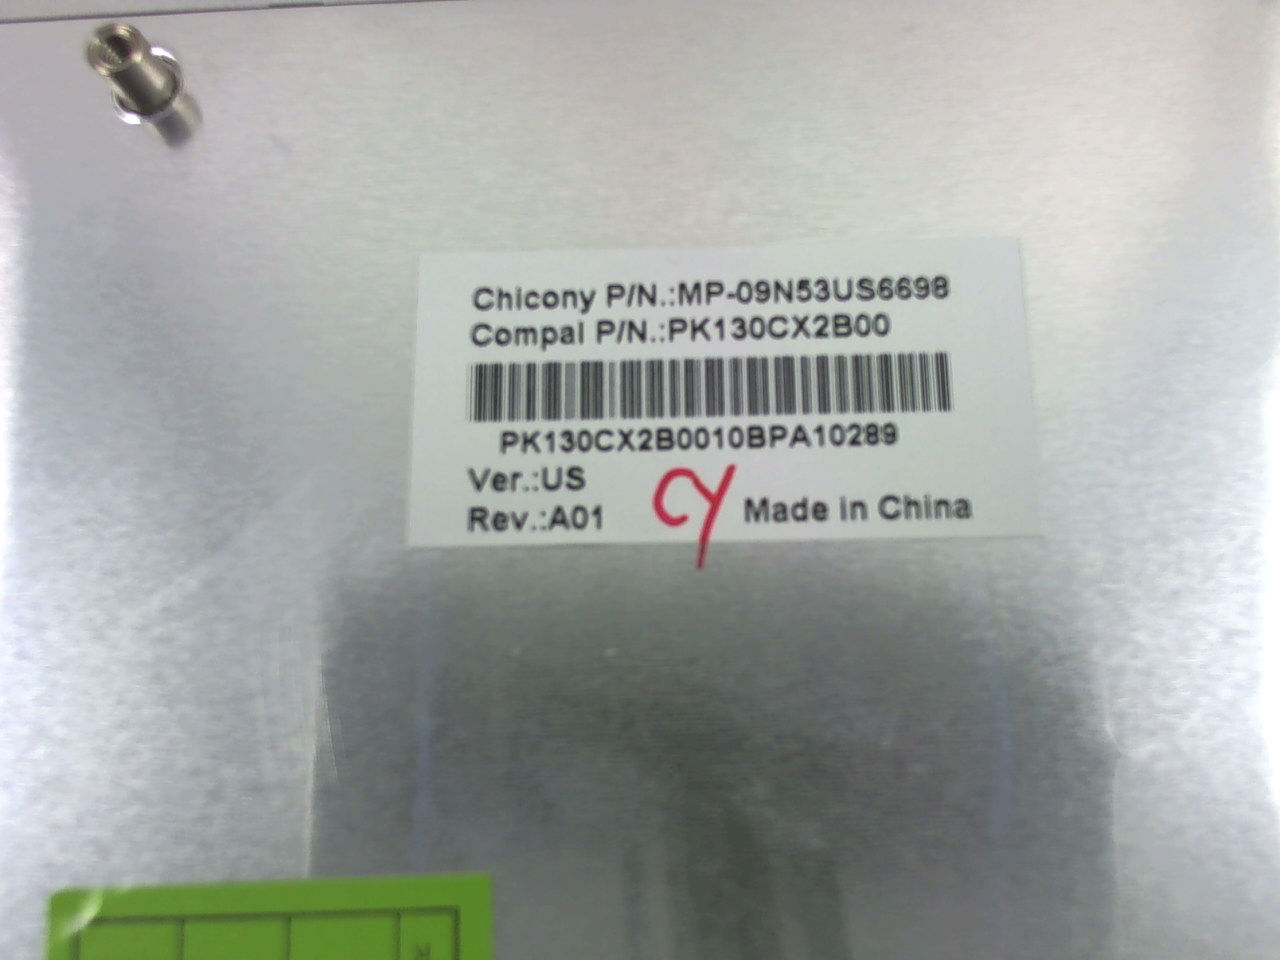 Chicony P/N.:MP-09N53US6698
Compal P/N.:PK130CX2B00
PK130CX2B0010BPA10289
Ver.:US
Rev.:A01
CY
Made in China
R